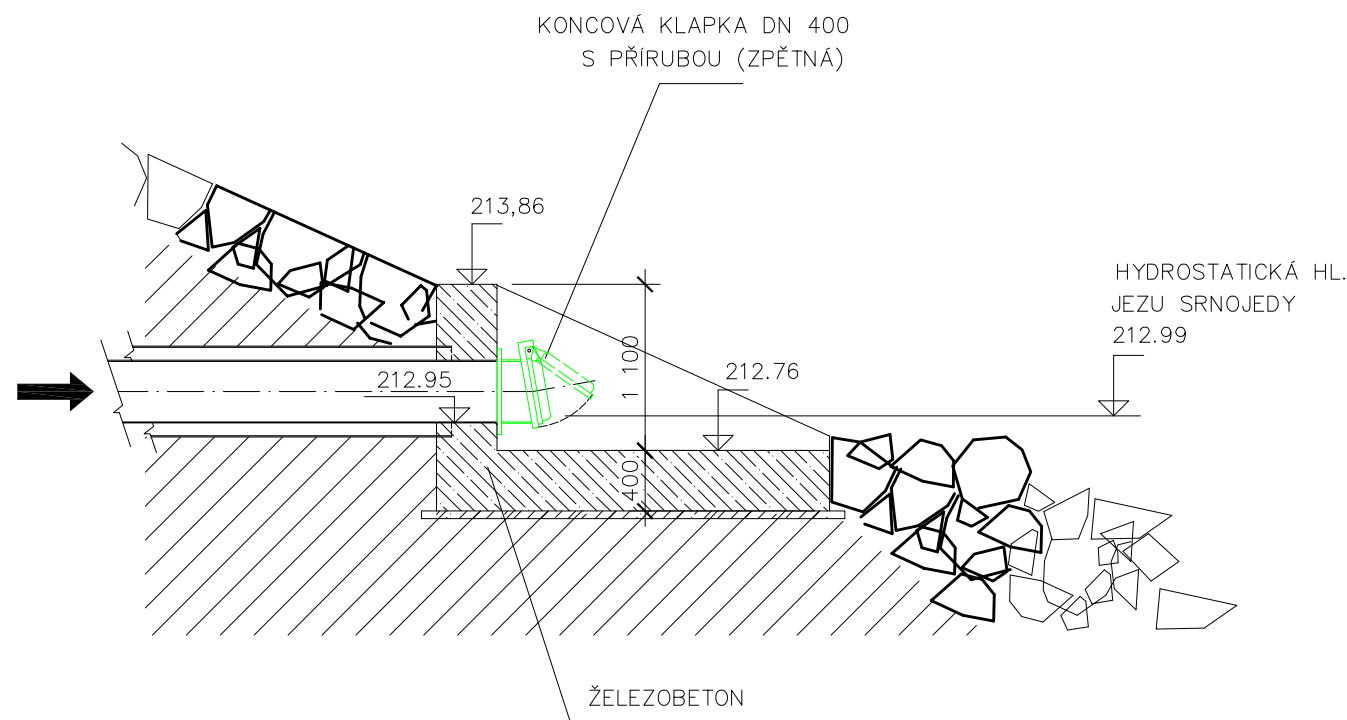 KONCOVÁ KLAPKA DN 400
S PŘÍRUBOU (ZPĚTNÁ)
213,86
HYDROSTATICKÁ HL.
JEZU SRNOJEDY
212.99
1 100
212.95
212.76
400
ŽELEZOBETON